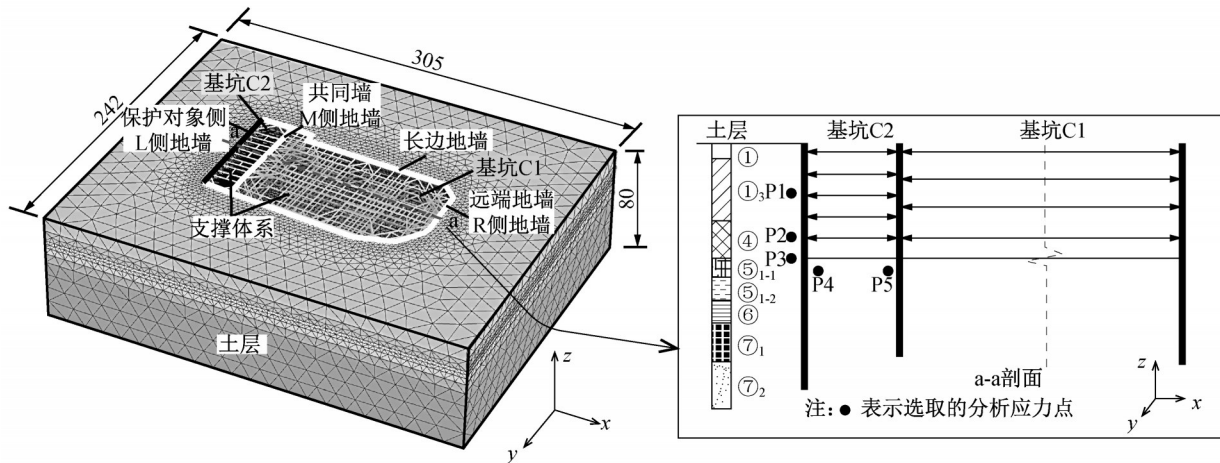 305
242
80
基坑C2
共同墙
M侧地墙
保护对象侧
L侧地墙
a
长边地墙
基坑C1
远端地墙
R侧地墙
a
支撑体系
土层
z
x
y
土层
基坑C2
基坑C1
①
①₃
P1
④
P2
P3
⑤₁₋₁
P4
P5
⑤₁₋₂
⑥
⑦₁
⑦₂
a-a剖面
注:● 表示选取的分析应力点
z
x
y